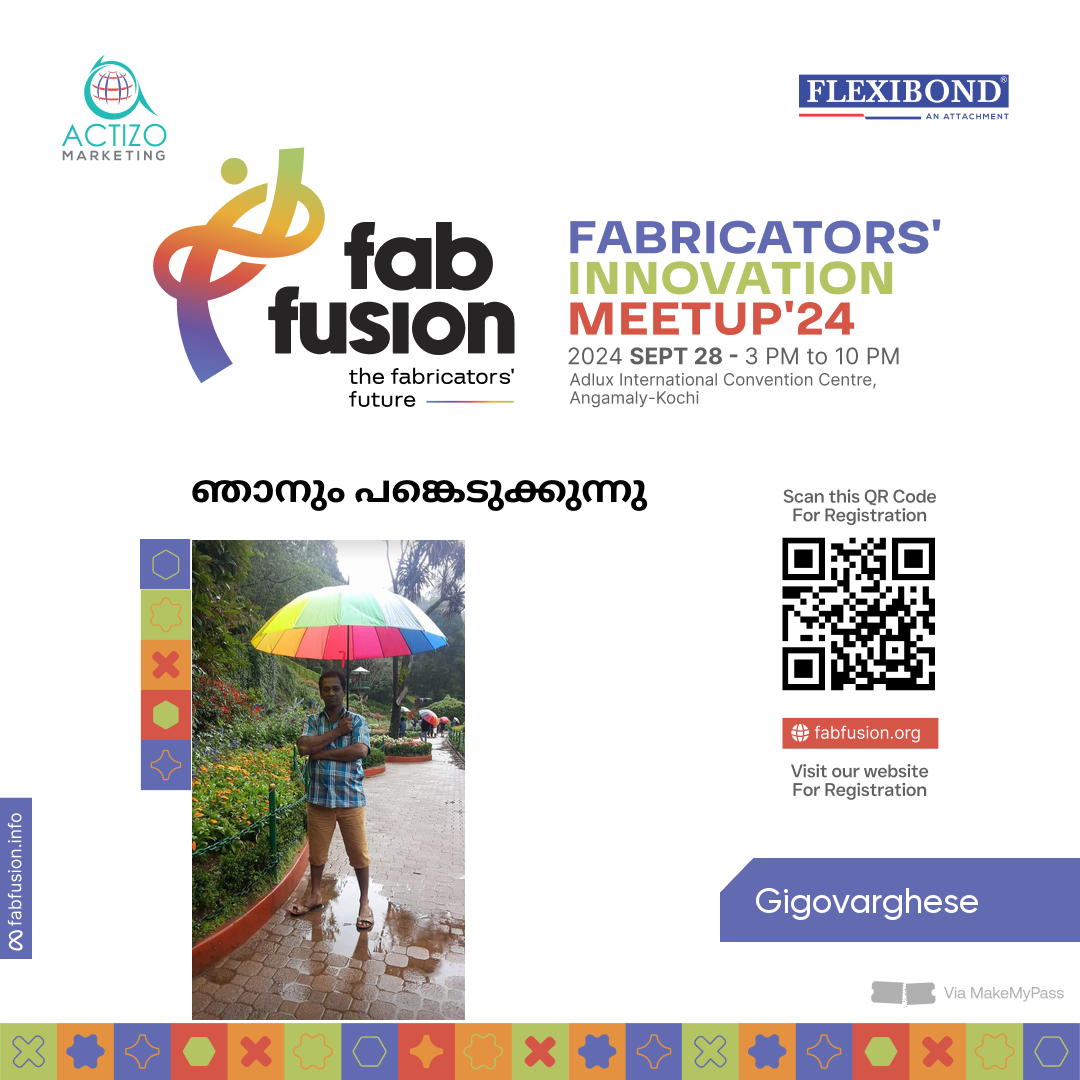 ACTIZO
MARKETING
FLEXIBOND®
AN ATTACHMENT
fab
fusion
the fabricators'
future
FABRICATORS'
INNOVATION
MEETUP'24
2024 SEPT 28 - 3 PM to 10 PM
Adlux International Convention Centre,
Angamaly-Kochi
ഞാനും പങ്കെടുക്കുന്നു
Scan this QR Code
For Registration
fabfusion.org
Visit our website
For Registration
fabfusion.info
Gigovarghese
Via MakeMyPass